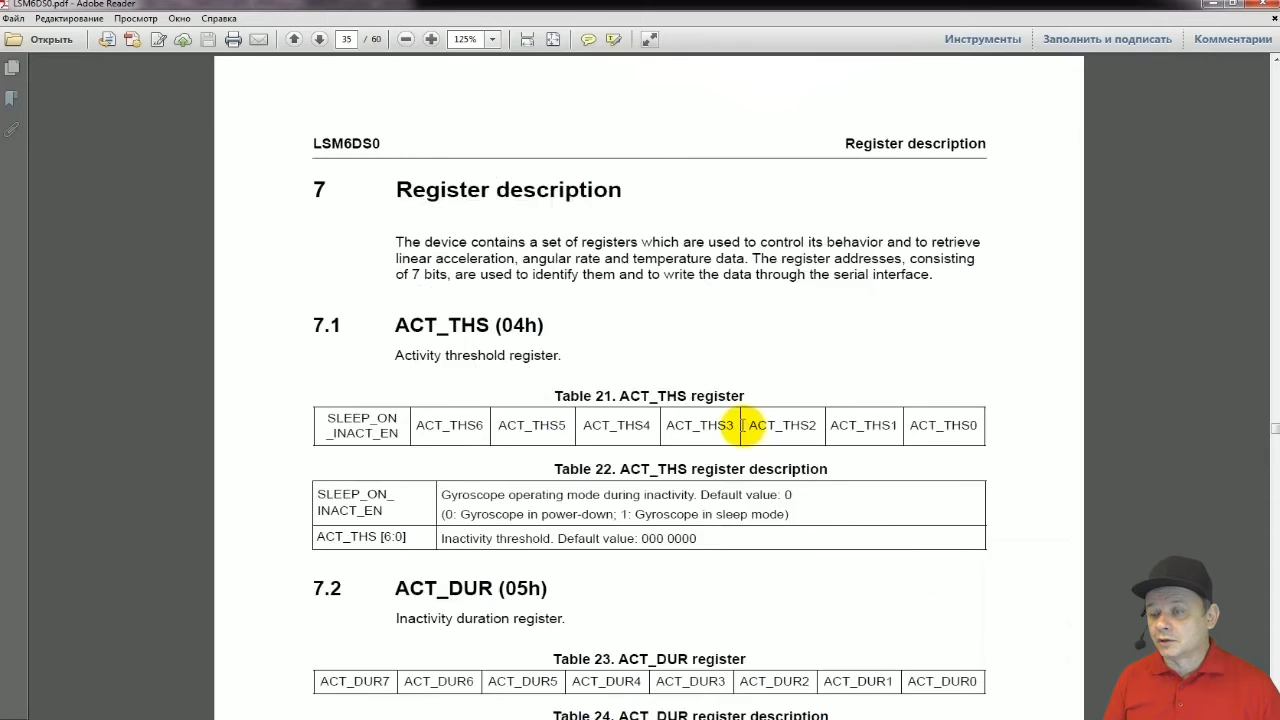 LSM6DS0.pdf - Adobe Reader
Файл Редактирование Просмотр Окно Справка
Открыть 35 / 60 125% Инструменты Заполнить и подписать Комментарии
LSM6DS0 Register description
7 Register description
The device contains a set of registers which are used to control its behavior and to retrieve
linear acceleration, angular rate and temperature data. The register addresses, consisting
of 7 bits, are used to identify them and to write the data through the serial interface.
7.1 ACT_THS (04h)
Activity threshold register.
Table 21. ACT_THS register
SLEEP_ON
_INACT_EN ACT_THS6 ACT_THS5 ACT_THS4 ACT_THS3 ACT_THS2 ACT_THS1 ACT_THS0
Table 22. ACT_THS register description
SLEEP_ON_ Gyroscope operating mode during inactivity. Default value: 0
INACT_EN (0: Gyroscope in power-down; 1: Gyroscope in sleep mode)
ACT_THS [6:0] Inactivity threshold. Default value: 000 0000
7.2 ACT_DUR (05h)
Inactivity duration register.
Table 23. ACT_DUR register
ACT_DUR7 ACT_DUR6 ACT_DUR5 ACT_DUR4 ACT_DUR3 ACT_DUR2 ACT_DUR1 ACT_DUR0
Table 24. ACT_DUR register description